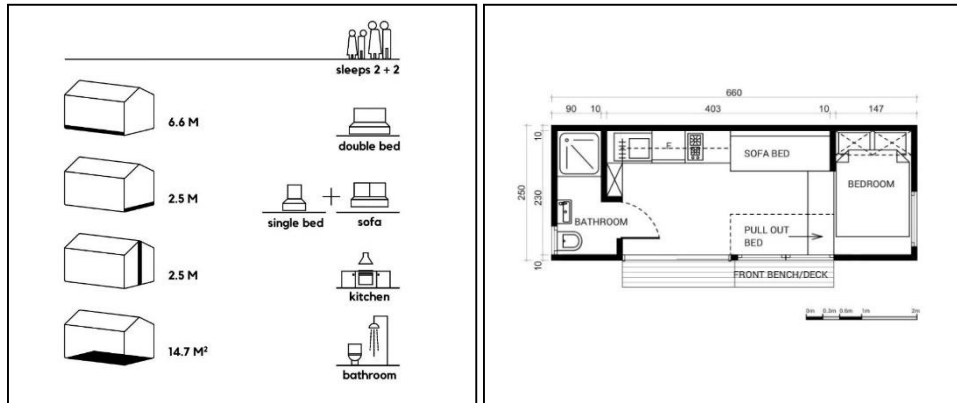 sleeps 2 + 2
6.6 M
double bed
2.5 M
single bed + sofa
2.5 M
kitchen
14.7 M²
bathroom
660
90 10 403 10 147
250
10 230 10
E
SOFA BED
BEDROOM
BATHROOM
PULL OUT
BED
FRONT BENCH/DECK
0m 0.3m 0.6m 1m 2m